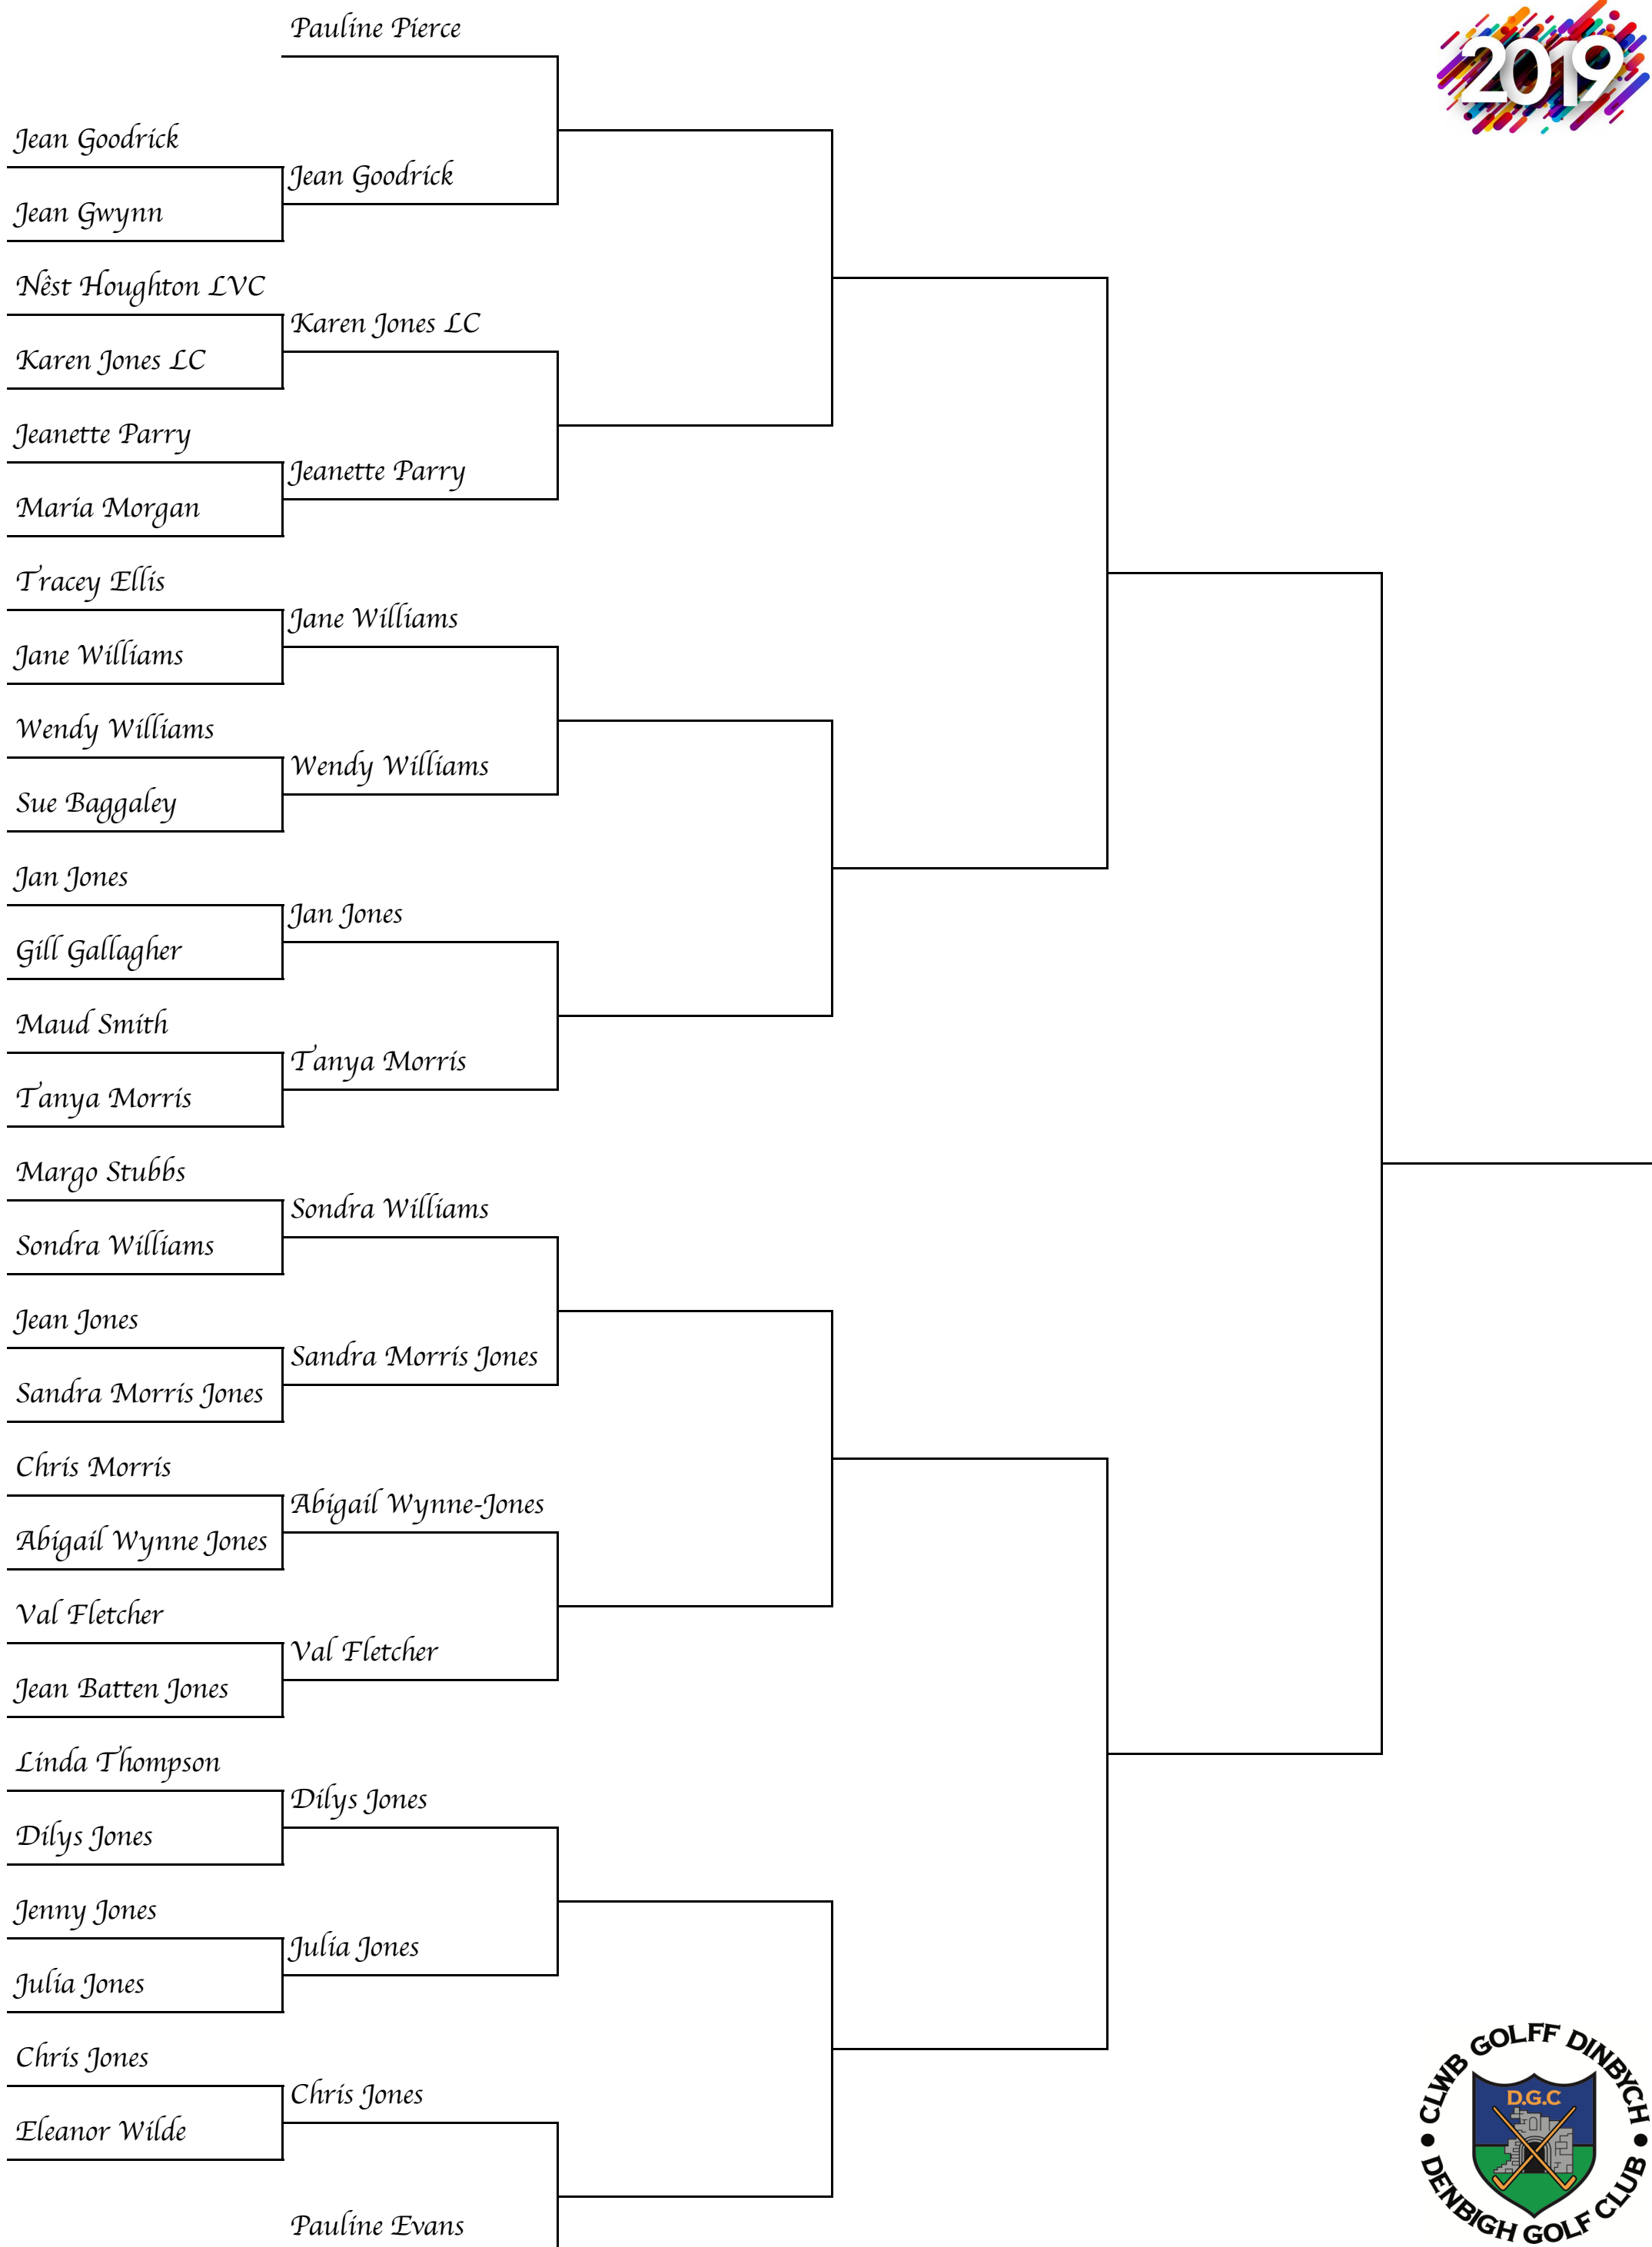 Pauline Pierce
2019
Jean Goodrick
Jean Goodrick
Jean Gwynn
Nêst Houghton LVC
Karen Jones LC
Karen Jones LC
Jeanette Parry
Jeanette Parry
Maria Morgan
Tracey Ellis
Jane Williams
Jane Williams
Wendy Williams
Wendy Williams
Sue Baggaley
Jan Jones
Jan Jones
Gill Gallagher
Maud Smith
Tanya Morris
Tanya Morris
Margo Stubbs
Sondra Williams
Sondra Williams
Jean Jones
Sandra Morris Jones
Sandra Morris Jones
Chris Morris
Abigail Wynne-Jones
Abigail Wynne Jones
Val Fletcher
Val Fletcher
Jean Batten Jones
Linda Thompson
Dilys Jones
Dilys Jones
Jenny Jones
Julia Jones
Julia Jones
Chris Jones
Chris Jones
Eleanor Wilde
Pauline Evans
CLWB GOLFF DINBYCH
D.G.C
• DENBIGH GOLF CLUB •